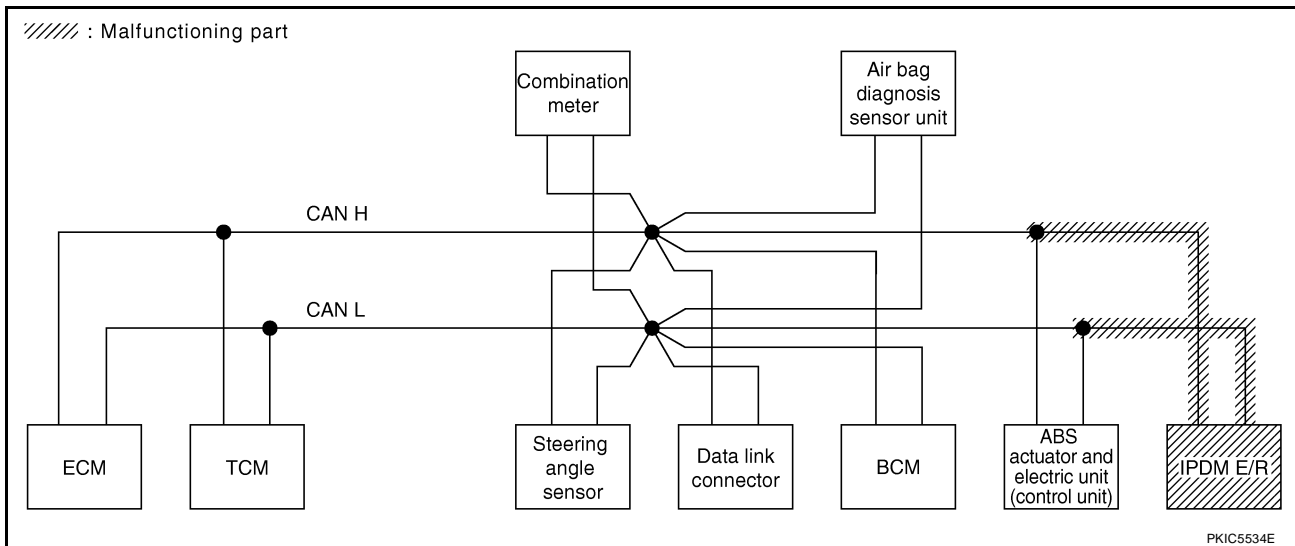 : Malfunctioning part
Combination
meter
Air bag
diagnosis
sensor unit
CAN H
CAN L
ECM
TCM
Steering
angle
sensor
Data link
connector
BCM
ABS
actuator and
electric unit
(control unit)
IPDM E/R
PKIC5534E